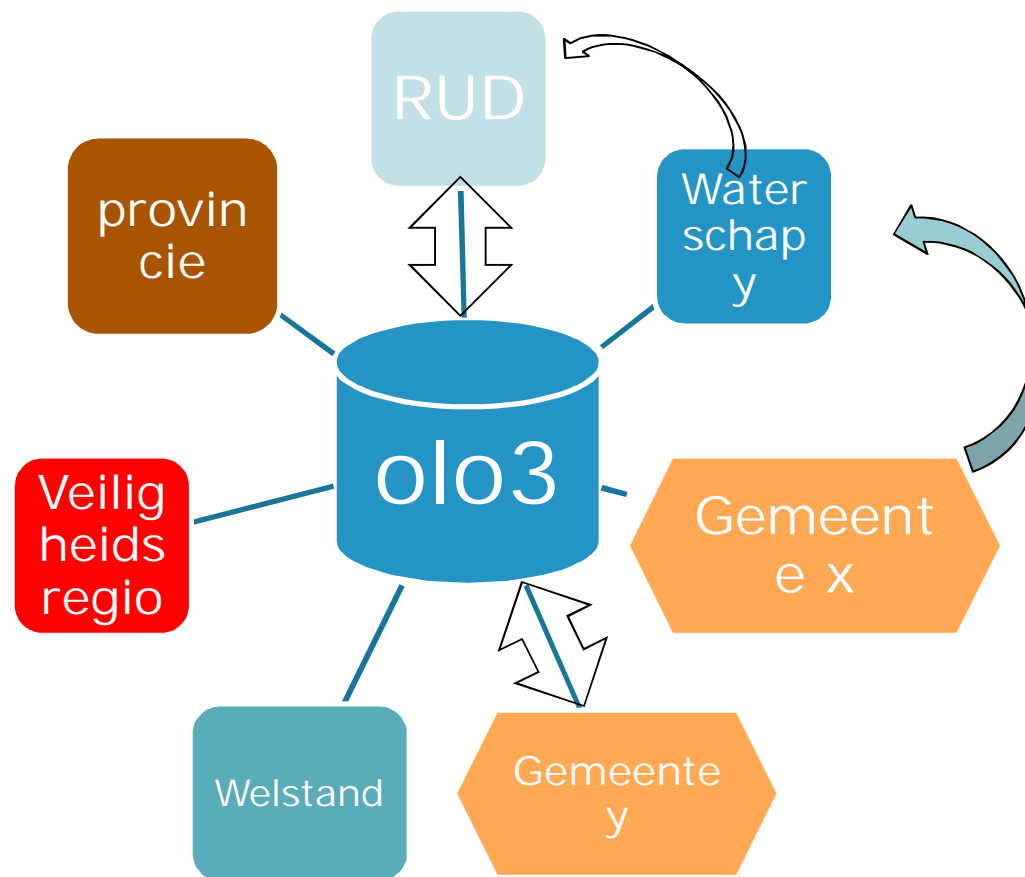 RUD
provin
cie
Water
schap
y
olo3
Veilig
heids
regio
Gemeent
e x
Welstand
Gemeente
y